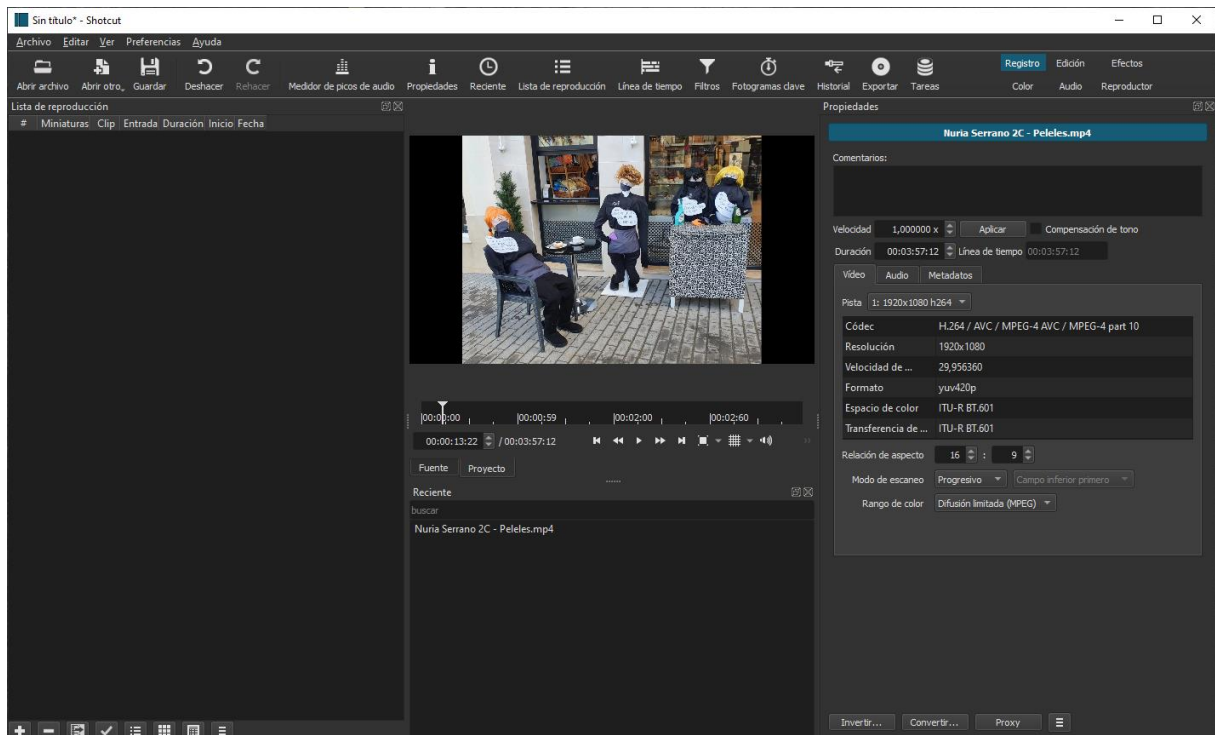 Sin título* - Shotcut
Archivo Editar Ver Preferencias Ayuda
Abrir archivo Abrir otro... Guardar Deshacer Rehacer Medidor de picos de audio Propiedades Reciente Lista de reproducción Línea de tiempo Filtros Fotogramas clave Historial Exportar Tareas
Registro Edición Efectos
Color Audio Reproductor
Lista de reproducción
# Miniaturas Clip Entrada Duración Inicio Fecha
|00:00:00 |00:00:59 |00:02:00 |00:02:60
00:00:13:22 / 00:03:57:12
Fuente Proyecto
Reciente
buscar
Nuria Serrano 2C - Peleles.mp4
Propiedades
Nuria Serrano 2C - Peleles.mp4
Comentarios:
Velocidad 1,000000 x Aplicar Compensación de tono
Duración 00:03:57:12 Línea de tiempo 00:03:57:12
Vídeo Audio Metadatos
Pista 1: 1920x1080 h264
Códec H.264 / AVC / MPEG-4 AVC / MPEG-4 part 10
Resolución 1920x1080
Velocidad de ... 29,956360
Formato yuv420p
Espacio de color ITU-R BT.601
Transferencia de ... ITU-R BT.601
Relación de aspecto 16 : 9
Modo de escaneo Progresivo Campo inferior primero
Rango de color Difusión limitada (MPEG)
Invertir... Convertir... Proxy